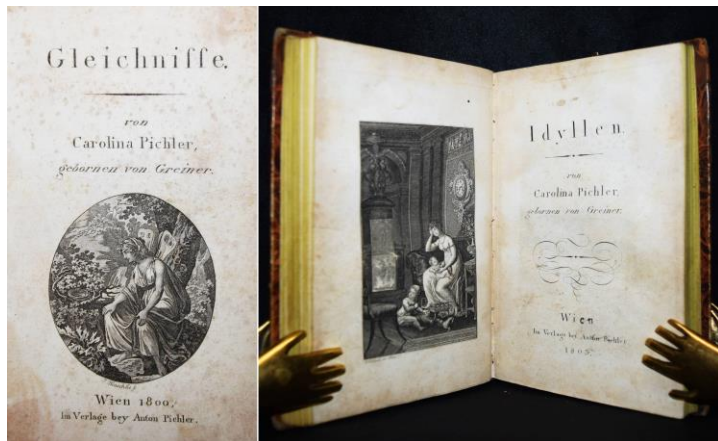 Gleichnisse.
von
Carolina Pichler,
gebornen von Greiner.
Wien 1800,
Im Verlage bey Anton Pichler.
Idyllen.
von
Carolina Pichler,
gebornen von Greiner.
Wien
Im Verlage bey Anton Pichler